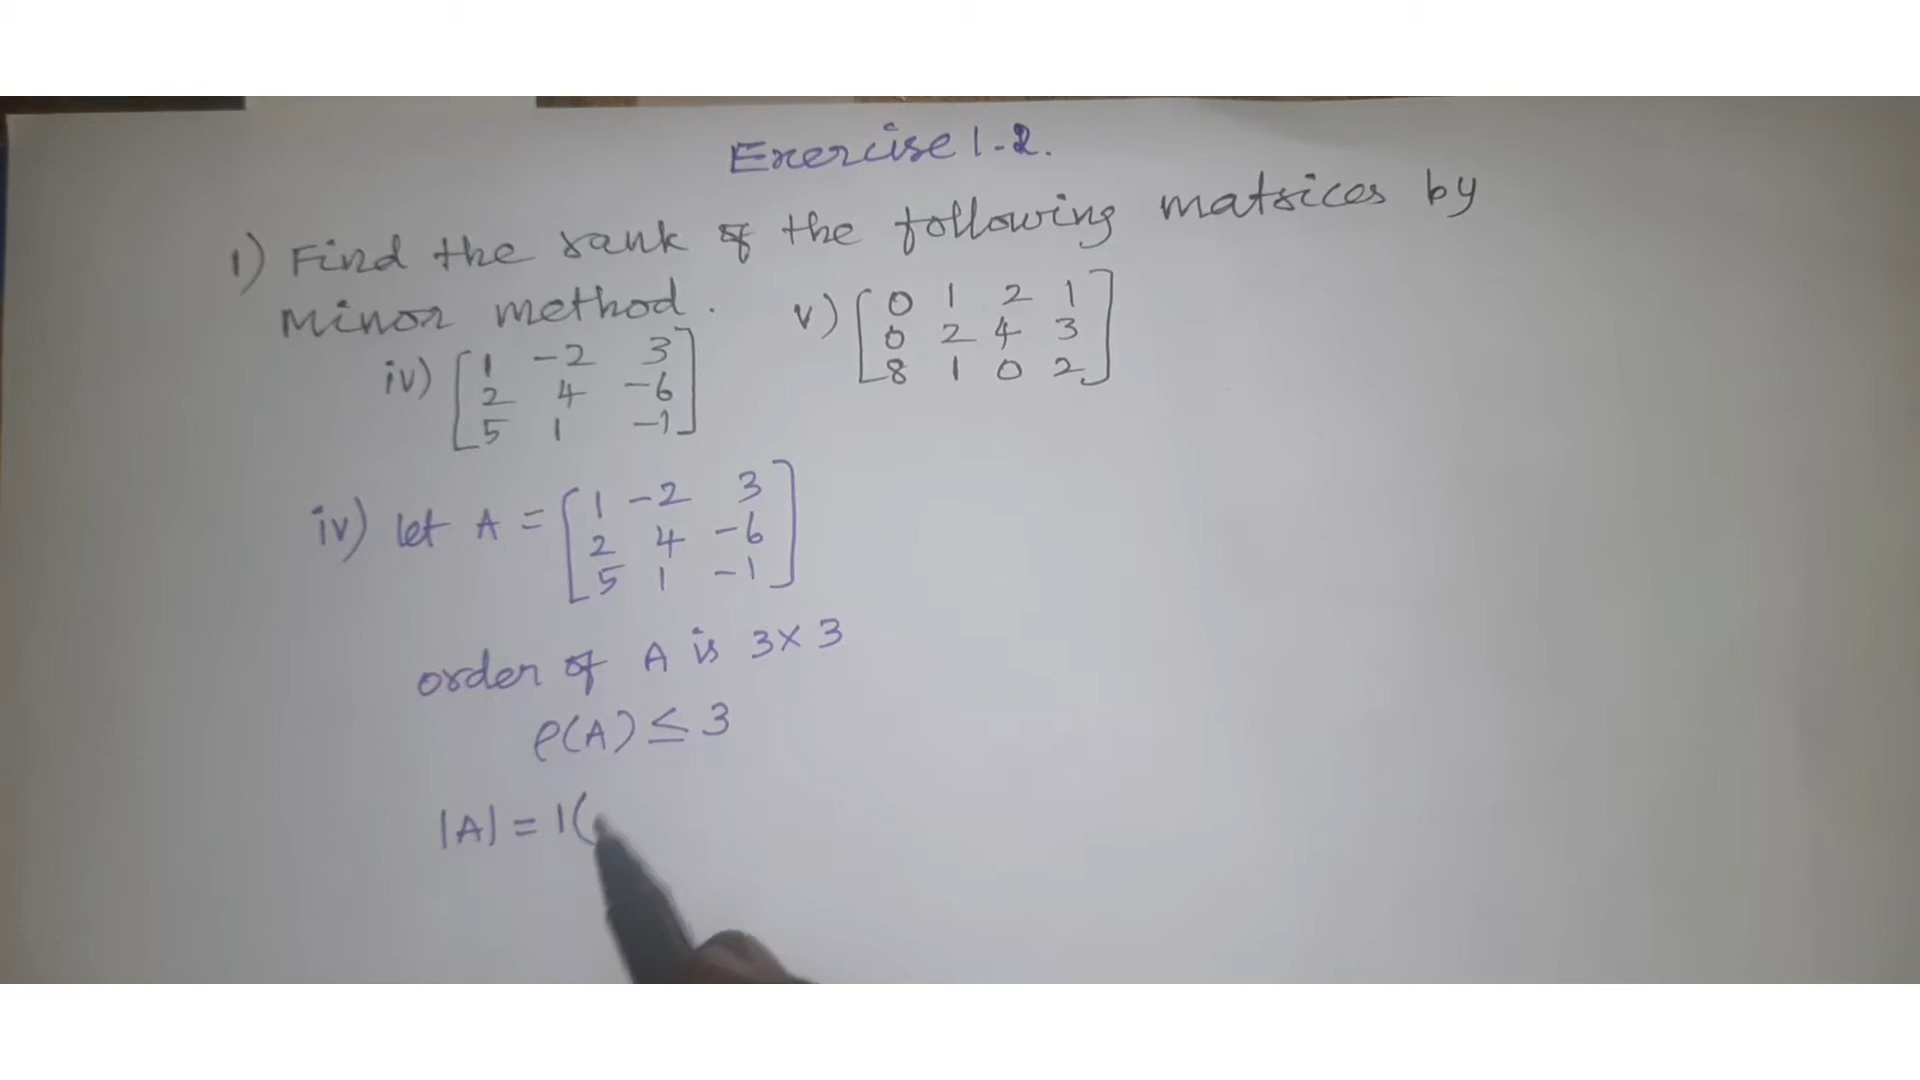 Exercise 1-2.
1) Find the rank of the following matrices by
Minor method.
iv) [1 -2 3
2 4 -6
5 1 -1]
v) [0 1 2 1
0 2 4 3
8 1 0 2]
iv) let A = [1 -2 3
2 4 -6
5 1 -1]
order of A is 3×3
ρ(A) ≤ 3
|A| = 1(